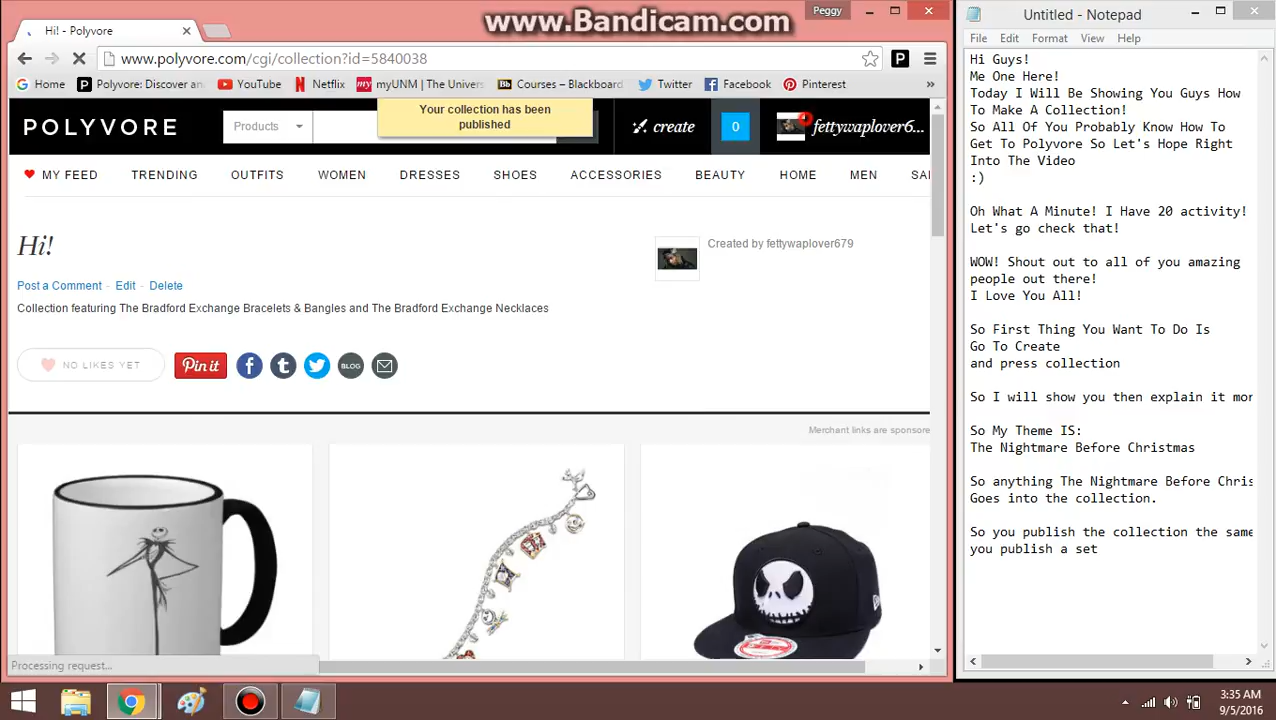 www.Bandicam.com
Peggy
Hi! - Polyvore
www.polyvore.com/cgi/collection?id=5840038
Home
Polyvore: Discover an
YouTube
Netflix
myUNM | The Univers
Courses – Blackboard
Twitter
Facebook
Pinterest
Your collection has been
published
POLYVORE
Products
create
0
fettywaplover6...
MY FEED
TRENDING
OUTFITS
WOMEN
DRESSES
SHOES
ACCESSORIES
BEAUTY
HOME
MEN
SAL
Hi!
Created by fettywaplover679
Post a Comment - Edit - Delete
Collection featuring The Bradford Exchange Bracelets & Bangles and The Bradford Exchange Necklaces
NO LIKES YET
Pin it
BLOG
Merchant links are sponsore
Processing request...
Untitled - Notepad
File Edit Format View Help
Hi Guys!
Me One Here!
Today I Will Be Showing You Guys How
To Make A Collection!
So All Of You Probably Know How To
Get To Polyvore So Let's Hope Right
Into The Video
:)
Oh What A Minute! I Have 20 activity!
Let's go check that!
WOW! Shout out to all of you amazing
people out there!
I Love You All!
So First Thing You Want To Do Is
Go To Create
and press collection
So I will show you then explain it mor
So My Theme IS:
The Nightmare Before Christmas
So anything The Nightmare Before Chris
Goes into the collection.
So you publish the collection the same
you publish a set
3:35 AM
9/5/2016